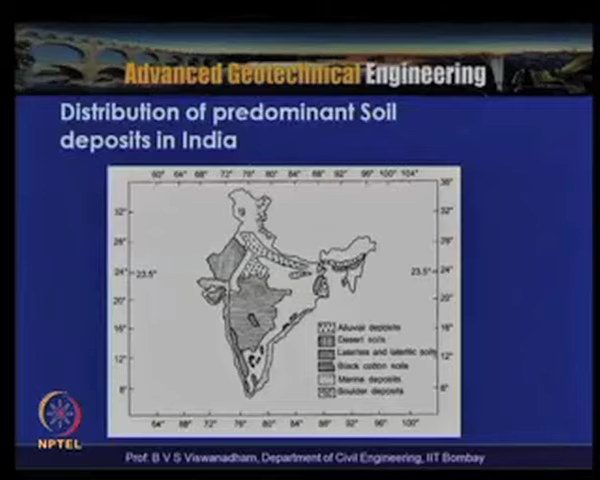 Advanced Geotechnical Engineering
Distribution of predominant Soil
deposits in India
60° 64° 68° 72° 76° 80° 84° 88° 92° 96° 100° 104°
36°
32° 32°
28° 28°
24° 23.5° 23.5° 24°
20° 20°
16° 16°
12° 12°
8° 8°
Alluvial deposits
Desert soils
Laterites and lateritic soils
Black cotton soils
Marine deposits
Boulder deposits
64° 68° 72° 76° 80° 84° 88° 92° 96° 100°
NPTEL
Prof. B V S Viswanadham, Department of Civil Engineering, IIT Bombay